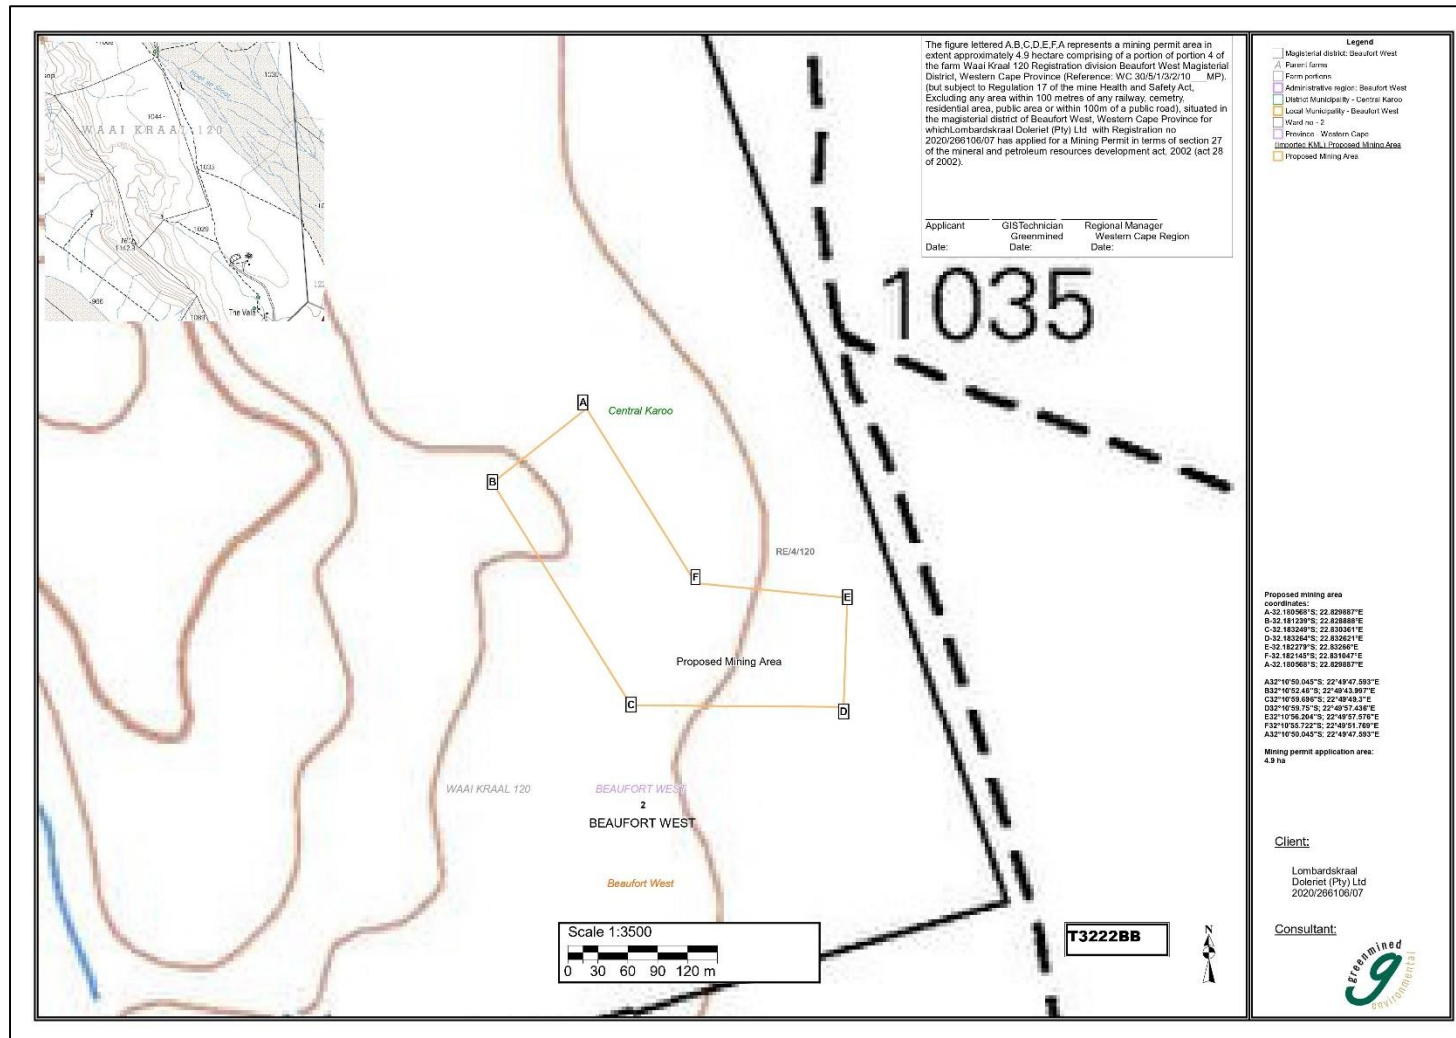 The figure lettered A,B,C,D,E,F,A represents a mining permit area in
extent approximately 4.9 hectare comprising of a portion of portion 4 of
the farm Waai Kraal 120 Registration division Beaufort West Magisterial
District, Western Cape Province (Reference: WC 30/5/1/3/2/10___MP).
(but subject to Regulation 17 of the mine Health and Safety Act,
Excluding any area within 100 metres of any railway, cemetry,
residential area, public area or within 100m of a public road), situated in
the magisterial district of Beaufort West, Western Cape Province for
whichLombardskraal Doleriet (Pty) Ltd with Registration no
2020/266106/07 has applied for a Mining Permit in terms of section 27
of the mineral and petroleum resources development act, 2002 (act 28
of 2002).
Applicant GISTechnician Regional Manager
Greenmined Western Cape Region
Date: Date: Date:
Legend
Magisterial district: Beaufort West
Parent farms
Farm portions
Administrative region: Beaufort West
District Municipality - Central Karoo
Local Municipality - Beaufort West
Ward no - 2
Province - Western Cape
(Imported KML) Proposed Mining Area
Proposed Mining Area
WAAI KRAAL 120
1044
1035
1029
1030
966
The Vale
1035
A
Central Karoo
B
RE/4/120
F
E
Proposed Mining Area
C
D
WAAI KRAAL 120
BEAUFORT WEST
2
BEAUFORT WEST
Beaufort West
Scale 1:3500
0 30 60 90 120 m
T3222BB
N
Proposed mining area
coordinates:
A-32.180568°S; 22.829887°E
B-32.181239°S; 22.828888°E
C-32.183249°S; 22.830361°E
D-32.183264°S; 22.832621°E
E-32.182279°S; 22.83266°E
F-32.182145°S; 22.831047°E
A-32.180568°S; 22.829887°E
A32°10'50.045"S; 22°49'47.593"E
B32°10'52.46"S; 22°49'43.997"E
C32°10'59.696"S; 22°49'49.3"E
D32°10'59.75"S; 22°49'57.436"E
E32°10'56.204"S; 22°49'57.576"E
F32°10'55.722"S; 22°49'51.769"E
A32°10'50.045"S; 22°49'47.593"E
Mining permit application area:
4.9 ha
Client:
Lombardskraal
Doleriet (Pty) Ltd
2020/266106/07
Consultant:
greenmined
g
environmental